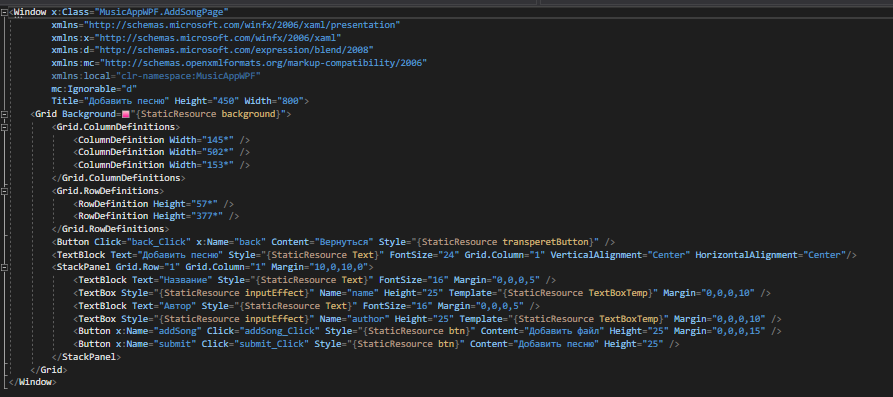 <Window x:Class="MusicAppWPF.AddSongPage"
xmlns="http://schemas.microsoft.com/winfx/2006/xaml/presentation"
xmlns:x="http://schemas.microsoft.com/winfx/2006/xaml"
xmlns:d="http://schemas.microsoft.com/expression/blend/2008"
xmlns:mc="http://schemas.openxmlformats.org/markup-compatibility/2006"
xmlns:local="clr-namespace:MusicAppWPF"
mc:Ignorable="d"
Title="Добавить песню" Height="450" Width="800">
<Grid Background="{StaticResource background}">
<Grid.ColumnDefinitions>
<ColumnDefinition Width="145*" />
<ColumnDefinition Width="502*" />
<ColumnDefinition Width="153*" />
</Grid.ColumnDefinitions>
<Grid.RowDefinitions>
<RowDefinition Height="57*" />
<RowDefinition Height="377*" />
</Grid.RowDefinitions>
<Button Click="back_Click" x:Name="back" Content="Вернуться" Style="{StaticResource transperetButton}" />
<TextBlock Text="Добавить песню" Style="{StaticResource Text}" FontSize="24" Grid.Column="1" VerticalAlignment="Center" HorizontalAlignment="Center"/>
<StackPanel Grid.Row="1" Grid.Column="1" Margin="10,0,10,0">
<TextBlock Text="Название" Style="{StaticResource Text}" FontSize="16" Margin="0,0,0,5" />
<TextBox Style="{StaticResource inputEffect}" Name="name" Height="25" Template="{StaticResource TextBoxTemp}" Margin="0,0,0,10" />
<TextBlock Text="Автор" Style="{StaticResource Text}" FontSize="16" Margin="0,0,0,5" />
<TextBox Style="{StaticResource inputEffect}" Name="author" Height="25" Template="{StaticResource TextBoxTemp}" Margin="0,0,0,10" />
<Button x:Name="addSong" Click="addSong_Click" Style="{StaticResource btn}" Content="Добавить файл" Height="25" Margin="0,0,0,15" />
<Button x:Name="submit" Click="submit_Click" Style="{StaticResource btn}" Content="Добавить песню" Height="25" />
</StackPanel>
</Grid>
</Window>